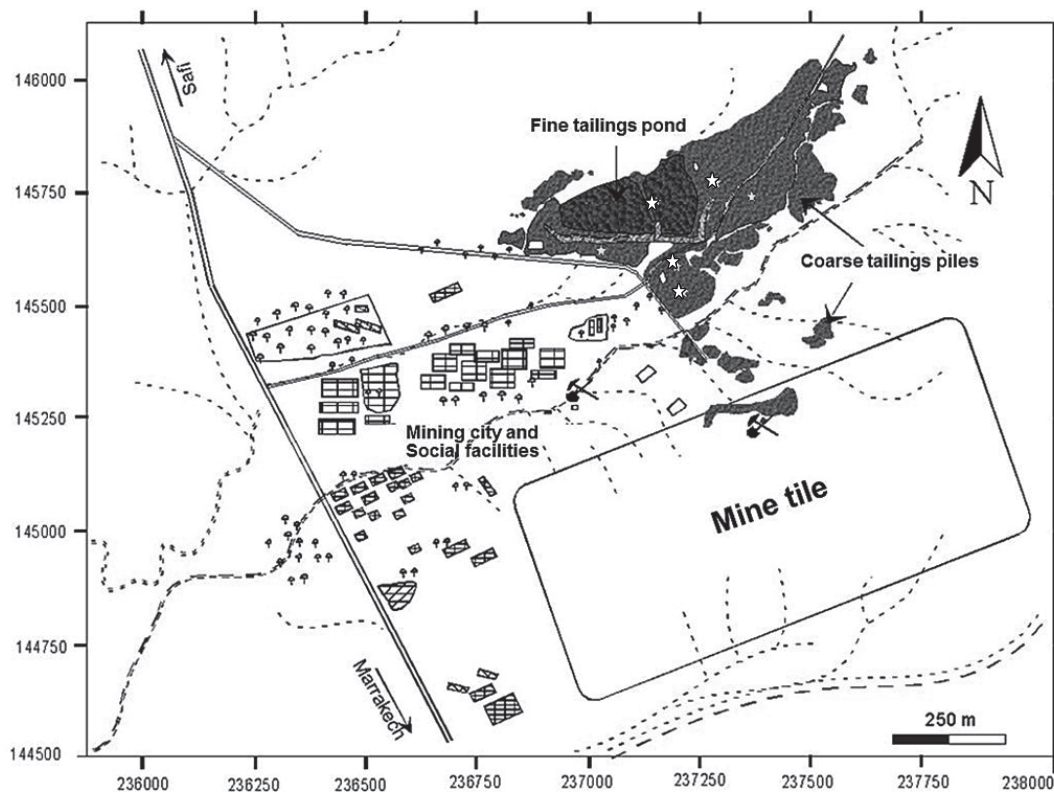 146000
145750
145500
145250
145000
144750
144500
Safi
Fine tailings pond
N
Coarse tailings piles
Mining city and
Social facilities
Mine tile
Marrakech
250 m
236000
236250
236500
236750
237000
237250
237500
237750
238000